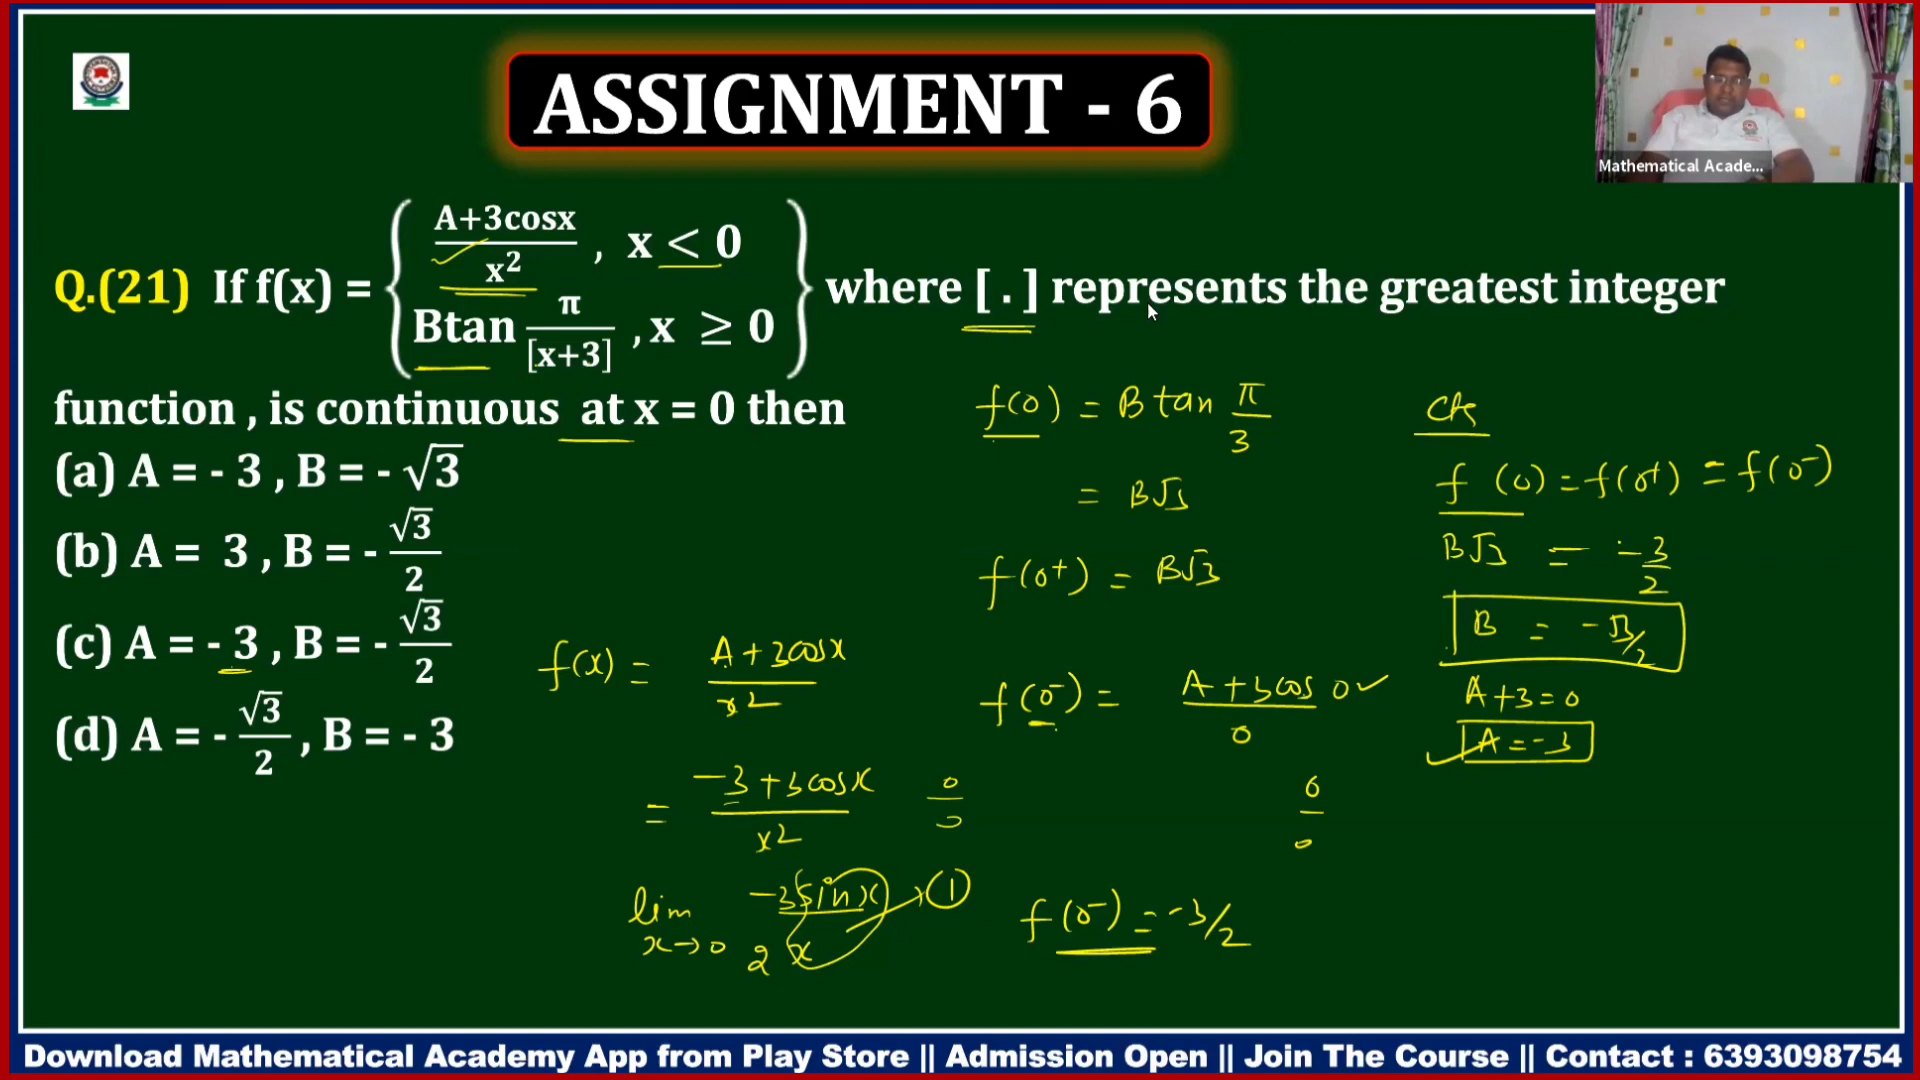 ASSIGNMENT - 6
Mathematical Acade...
Q.(21) If f(x) = { A+3cosx / x² , x < 0
Btan π / [x+3] , x ≥ 0 } where [ . ] represents the greatest integer
function , is continuous at x = 0 then
(a) A = - 3 , B = - √3
(b) A = 3 , B = - √3 / 2
(c) A = - 3 , B = - √3 / 2
(d) A = - √3 / 2 , B = - 3
f(0) = B tan π / 3
= B√3
f(0+) = B√3
f(x) = A + 3cosx / x²
f(0-) = A + 3cos 0 / 0
= -3 + 3cosx / x² 0 / 0
0 / 0
lim x→0 -3 sinx / 2x → 1
f(0-) = -3/2
f(0) = f(0+) = f(0-)
B√3 = -3 / 2
B = -√3/2
A + 3 = 0
A = -3
Download Mathematical Academy App from Play Store || Admission Open || Join The Course || Contact : 6393098754